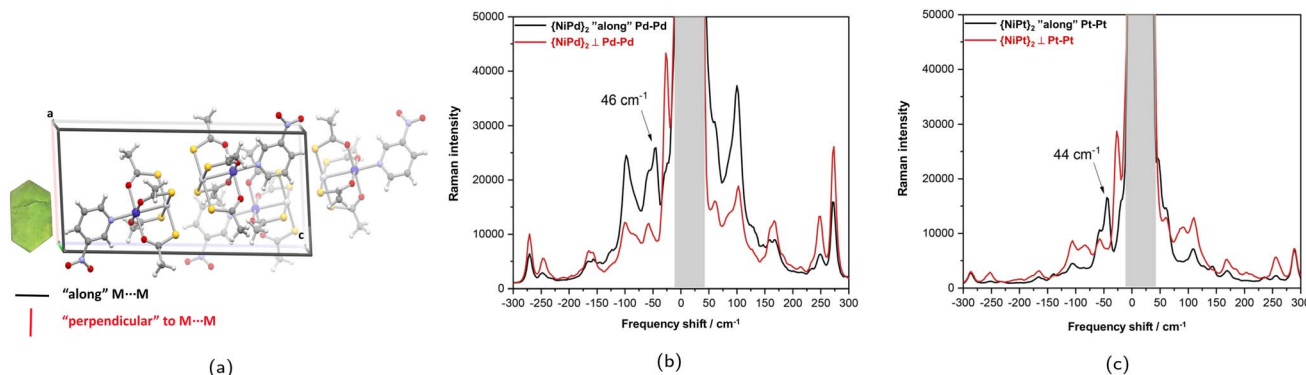 a
c
"along" M···M
"perpendicular" to M···M
(a)
50000
40000
30000
20000
10000
0
Raman intensity
{NiPd}₂ "along" Pd-Pd
{NiPd}₂ ⊥ Pd-Pd
46 cm⁻¹
-300 -250 -200 -150 -100 -50 0 50 100 150 200 250 300
Frequency shift / cm⁻¹
(b)
50000
40000
30000
20000
10000
0
Raman intensity
{NiPt}₂ "along" Pt-Pt
{NiPt}₂ ⊥ Pt-Pt
44 cm⁻¹
-300 -250 -200 -150 -100 -50 0 50 100 150 200 250 300
Frequency shift / cm⁻¹
(c)